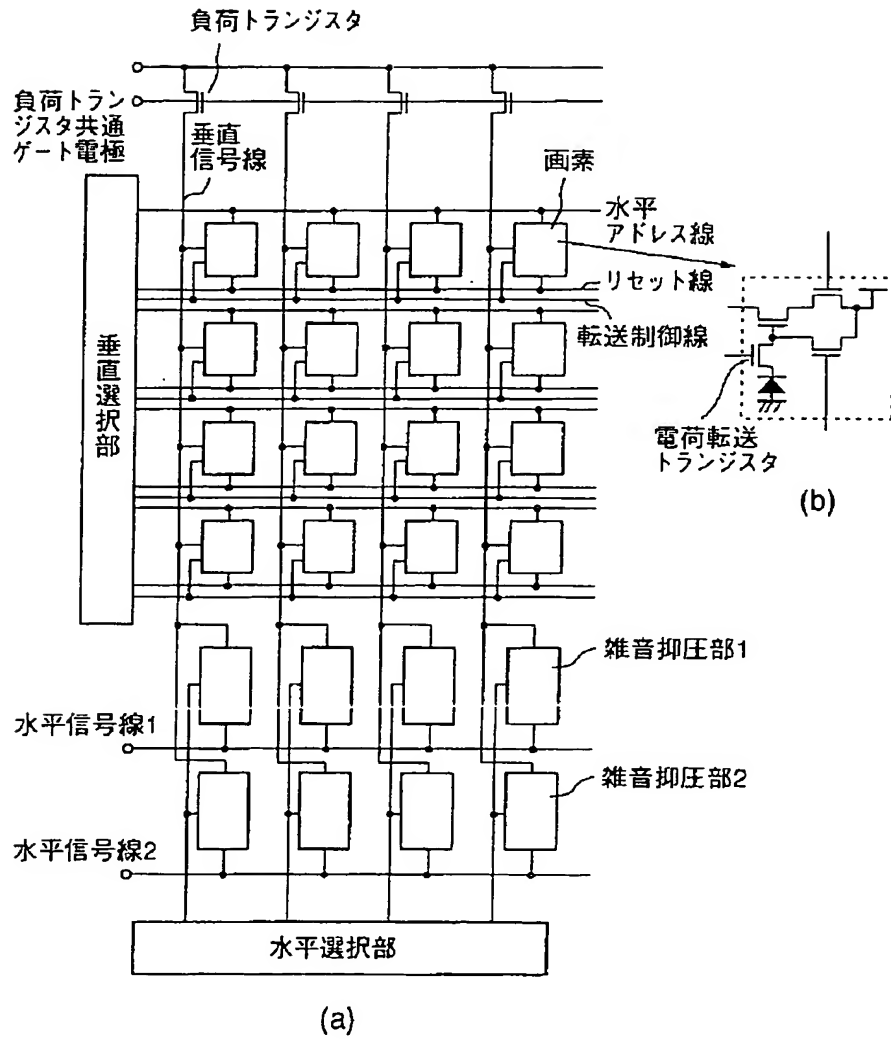 負荷トランジスタ
負荷トラン
ジスタ共通
ゲート電極
垂直
信号線
画素
水平
アドレス線
リセット線
転送制御線
垂直選択部
電荷転送
トランジスタ
(b)
雑音抑圧部1
水平信号線1
雑音抑圧部2
水平信号線2
水平選択部
(a)